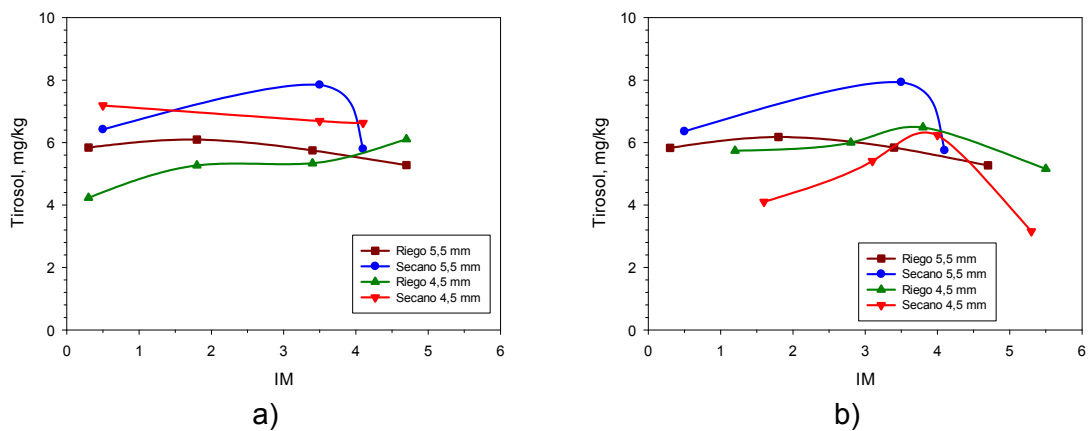 10
8
6
4
2
0
Tirosol, mg/kg
Riego 5,5 mm
Secano 5,5 mm
Riego 4,5 mm
Secano 4,5 mm
0 1 2 3 4 5 6
IM
a)
10
8
6
4
2
0
Tirosol, mg/kg
Riego 5,5 mm
Secano 5,5 mm
Riego 4,5 mm
Secano 4,5 mm
0 1 2 3 4 5 6
IM
b)